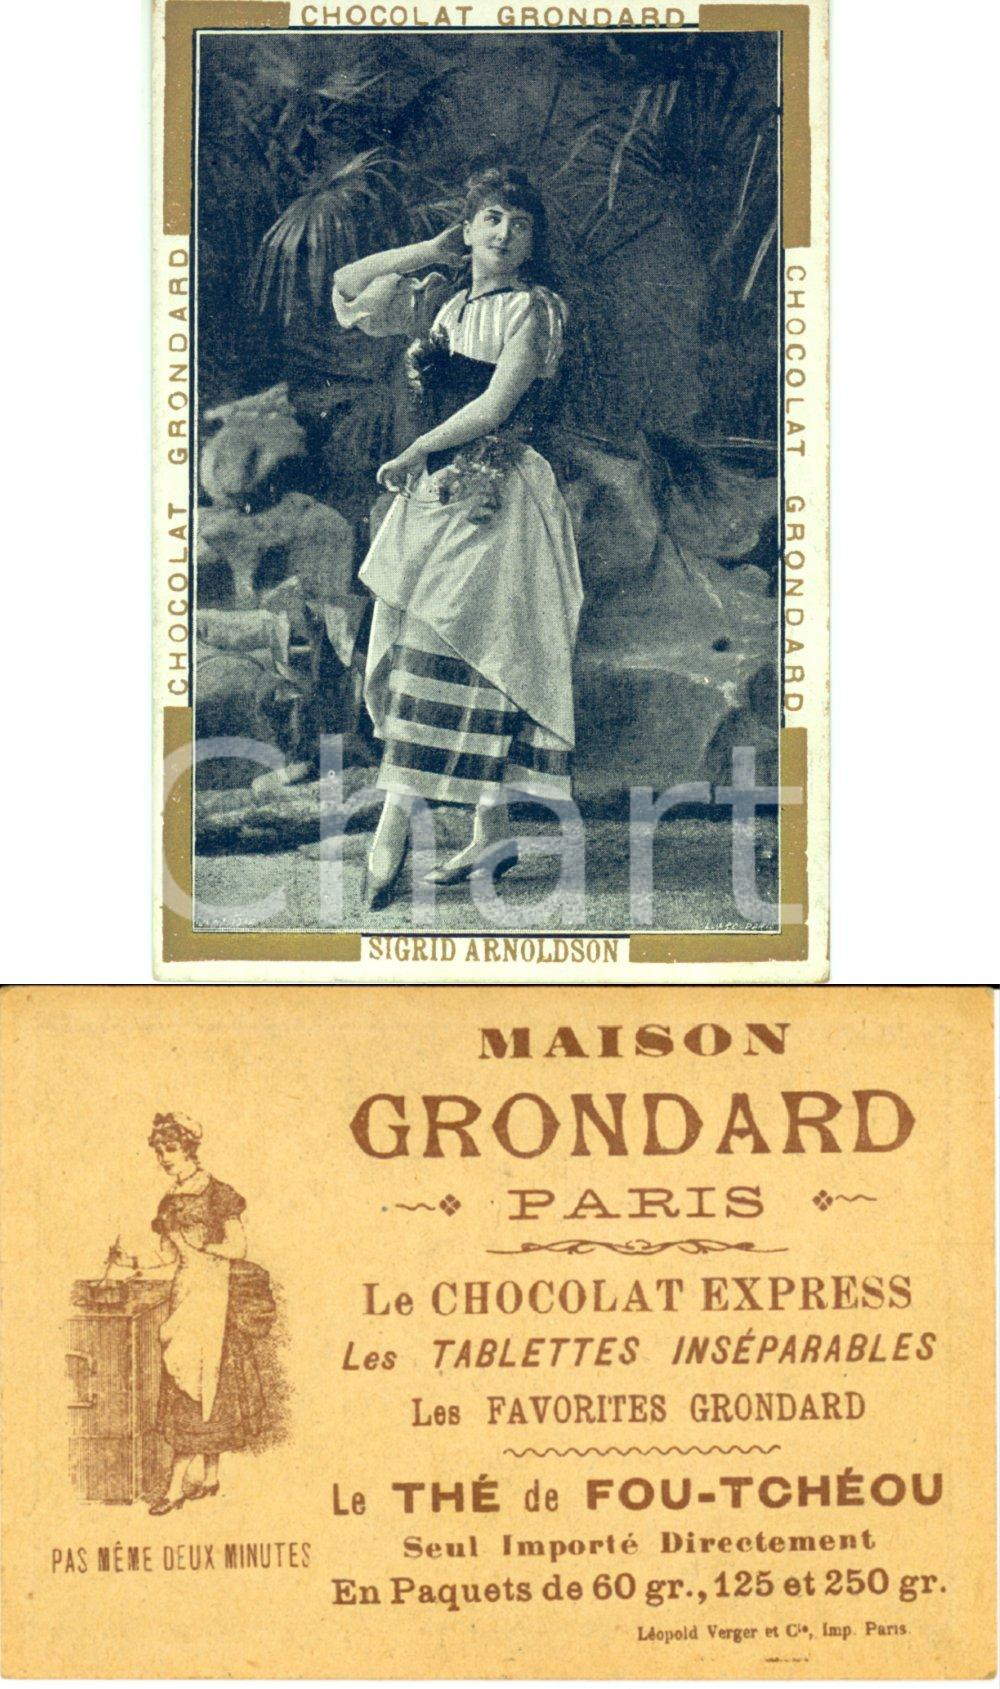 CHOCOLAT GRONDARD
CHOCOLAT GRONDARD
CHOCOLAT GRONDARD
SIGRID ARNOLDSON
Chart
MAISON
GRONDARD
PARIS
Le CHOCOLAT EXPRESS
Les TABLETTES INSÉPARABLES
Les FAVORITES GRONDARD
Le THÉ de FOU-TCHÉOU
Seul Importé Directement
En Paquets de 60 gr., 125 et 250 gr.
Léopold Verger et Cie, Imp. Paris.
PAS MÊME DEUX MINUTES